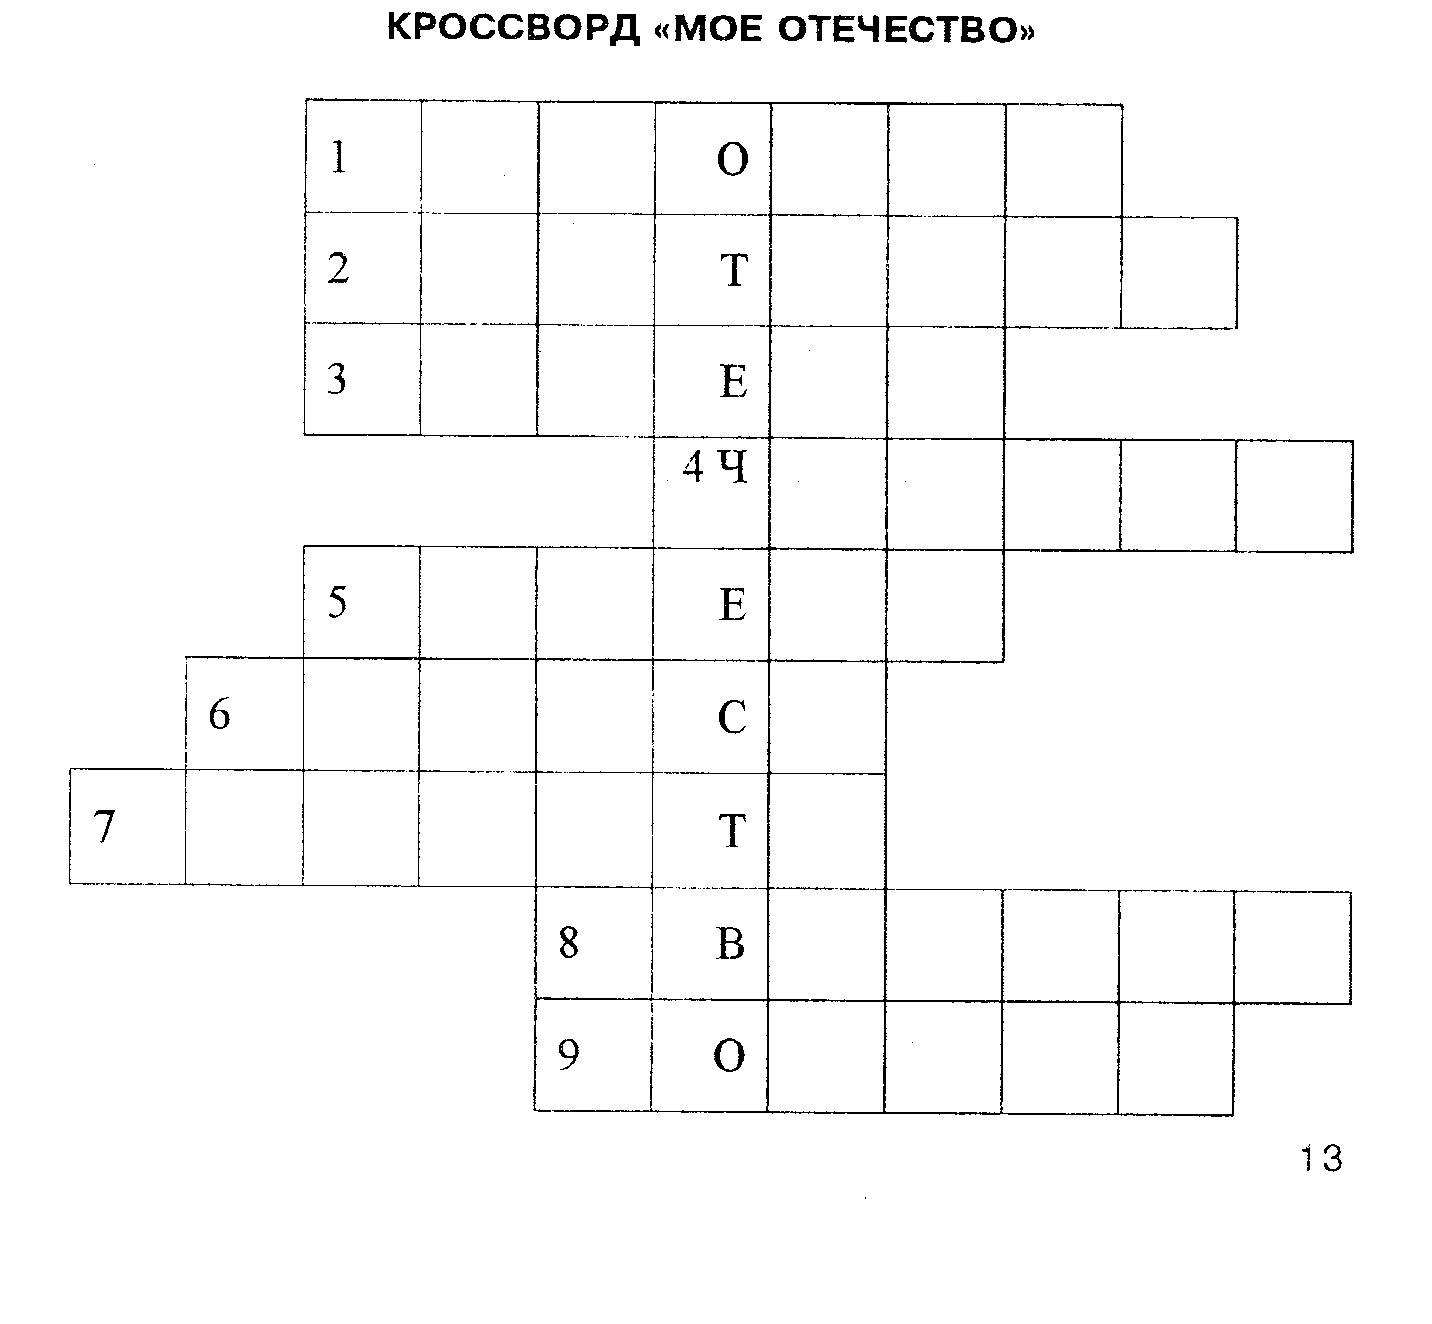 КРОССВОРД «МОЕ ОТЕЧЕСТВО»
1 О
2 Т
3 Е
4 Ч
5 Е
6 С
7 Т
8 В
9 О
13